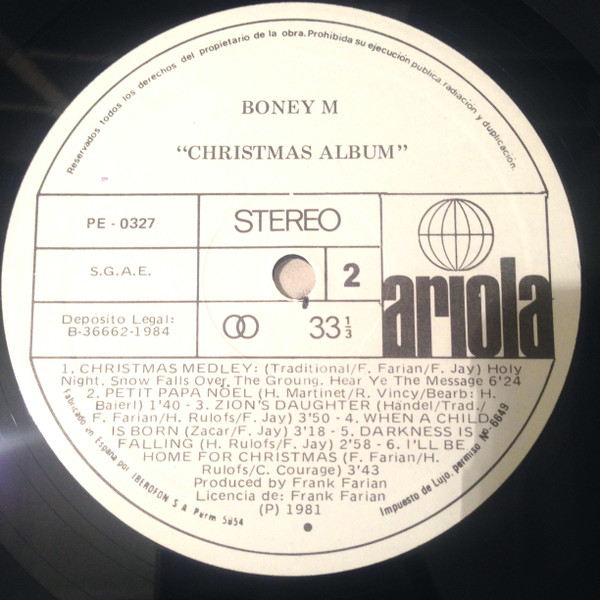 Reservados todos los derechos del propietario de la obra. Prohibida su ejecución publica, radiacion y duplicación.
BONEY M
“CHRISTMAS ALBUM”
PE - 0327
STEREO
S.G.A.E.
2
ariola
Deposito Legal:
B-36662-1984
33 1/3
1. CHRISTMAS MEDLEY: (Traditional/F. Farian/F. Jay) Holy
Night. Snow Falls Over The Groung. Hear Ye The Message 6'24
2. PETIT PAPA NOËL (H. Martinet/R. Vincy/Bearb: H.
Baierl) 1'40 - 3. ZION'S DAUGHTER (Händel/Trad./
F. Farian/H. Rulofs/F. Jay) 3'50 - 4. WHEN A CHILD
IS BORN (Zacar/F. Jay) 3'18 - 5. DARKNESS IS
FALLING (H. Rulofs/F. Jay) 2'58 - 6. I'LL BE
HOME FOR CHRISTMAS (F. Farian/H.
Rulofs/C. Courage) 3'43
Produced by Frank Farian
Licencia de: Frank Farian
(P) 1981
Fabricado en España por IBEROFON S A Perm 5854
Impuesto de Lujo, permiso Nº 6649